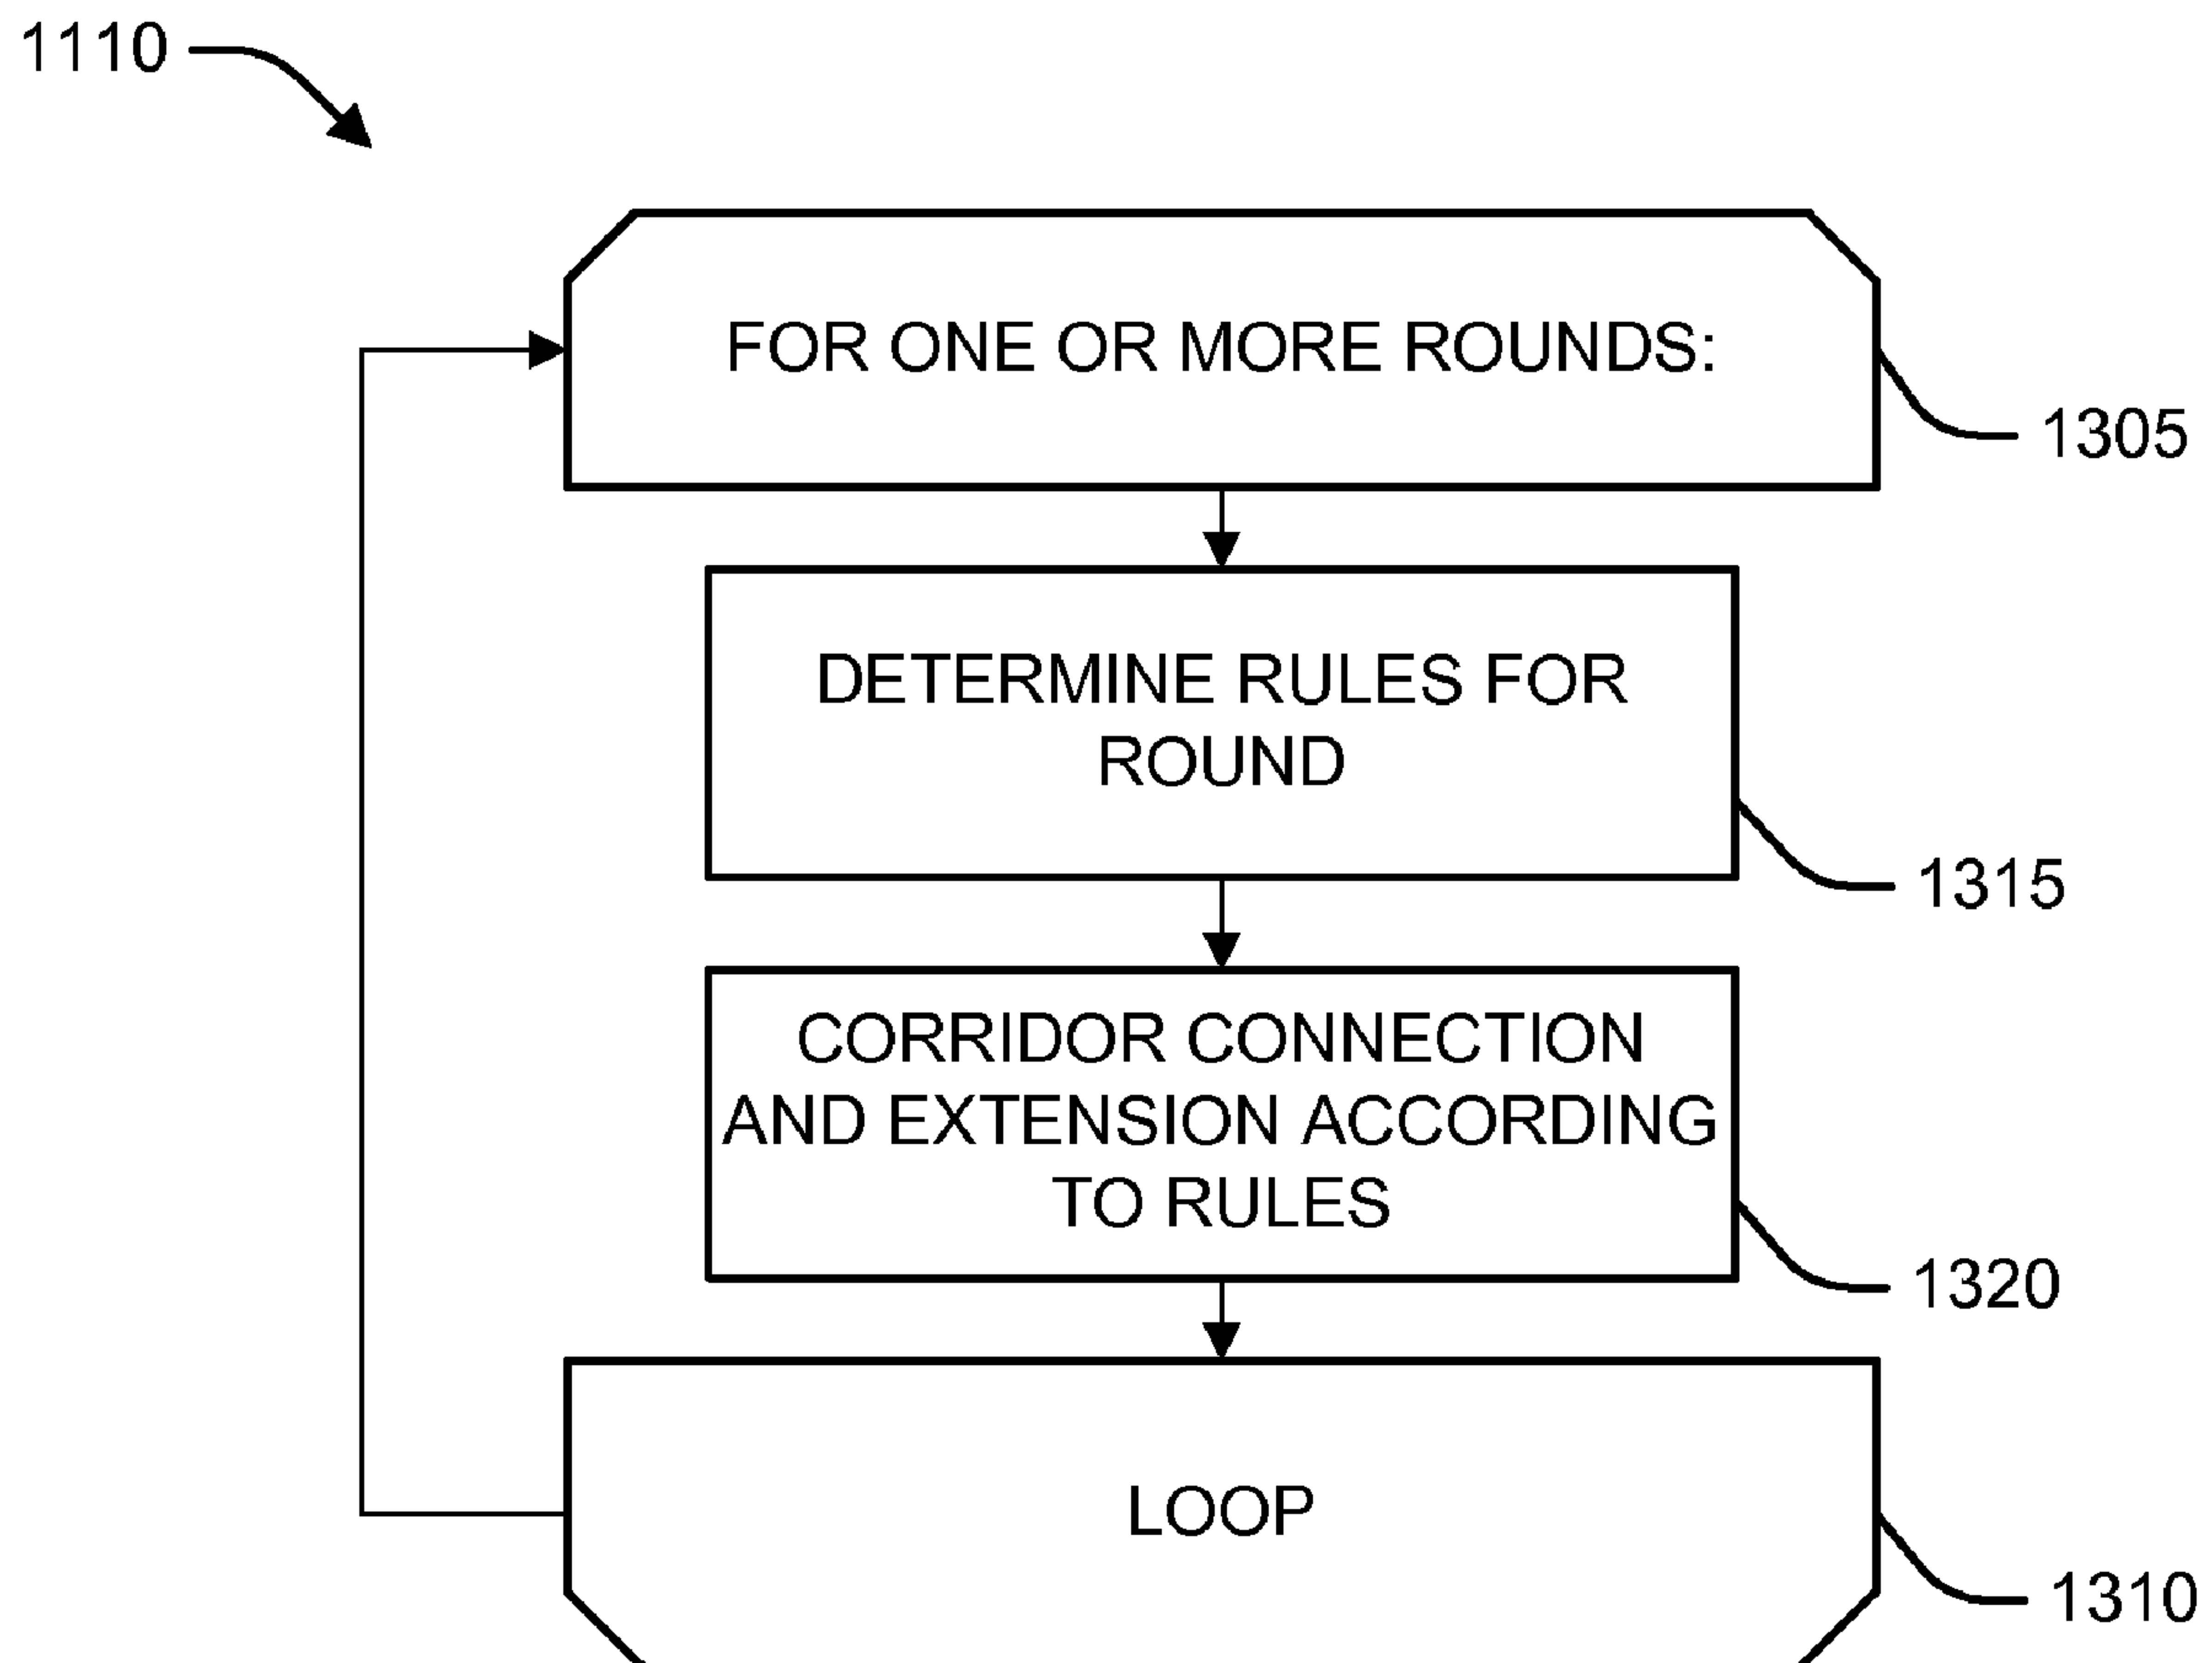 1110
FOR ONE OR MORE ROUNDS:
1305
DETERMINE RULES FOR
ROUND
1315
CORRIDOR CONNECTION
AND EXTENSION ACCORDING
TO RULES
1320
LOOP
1310